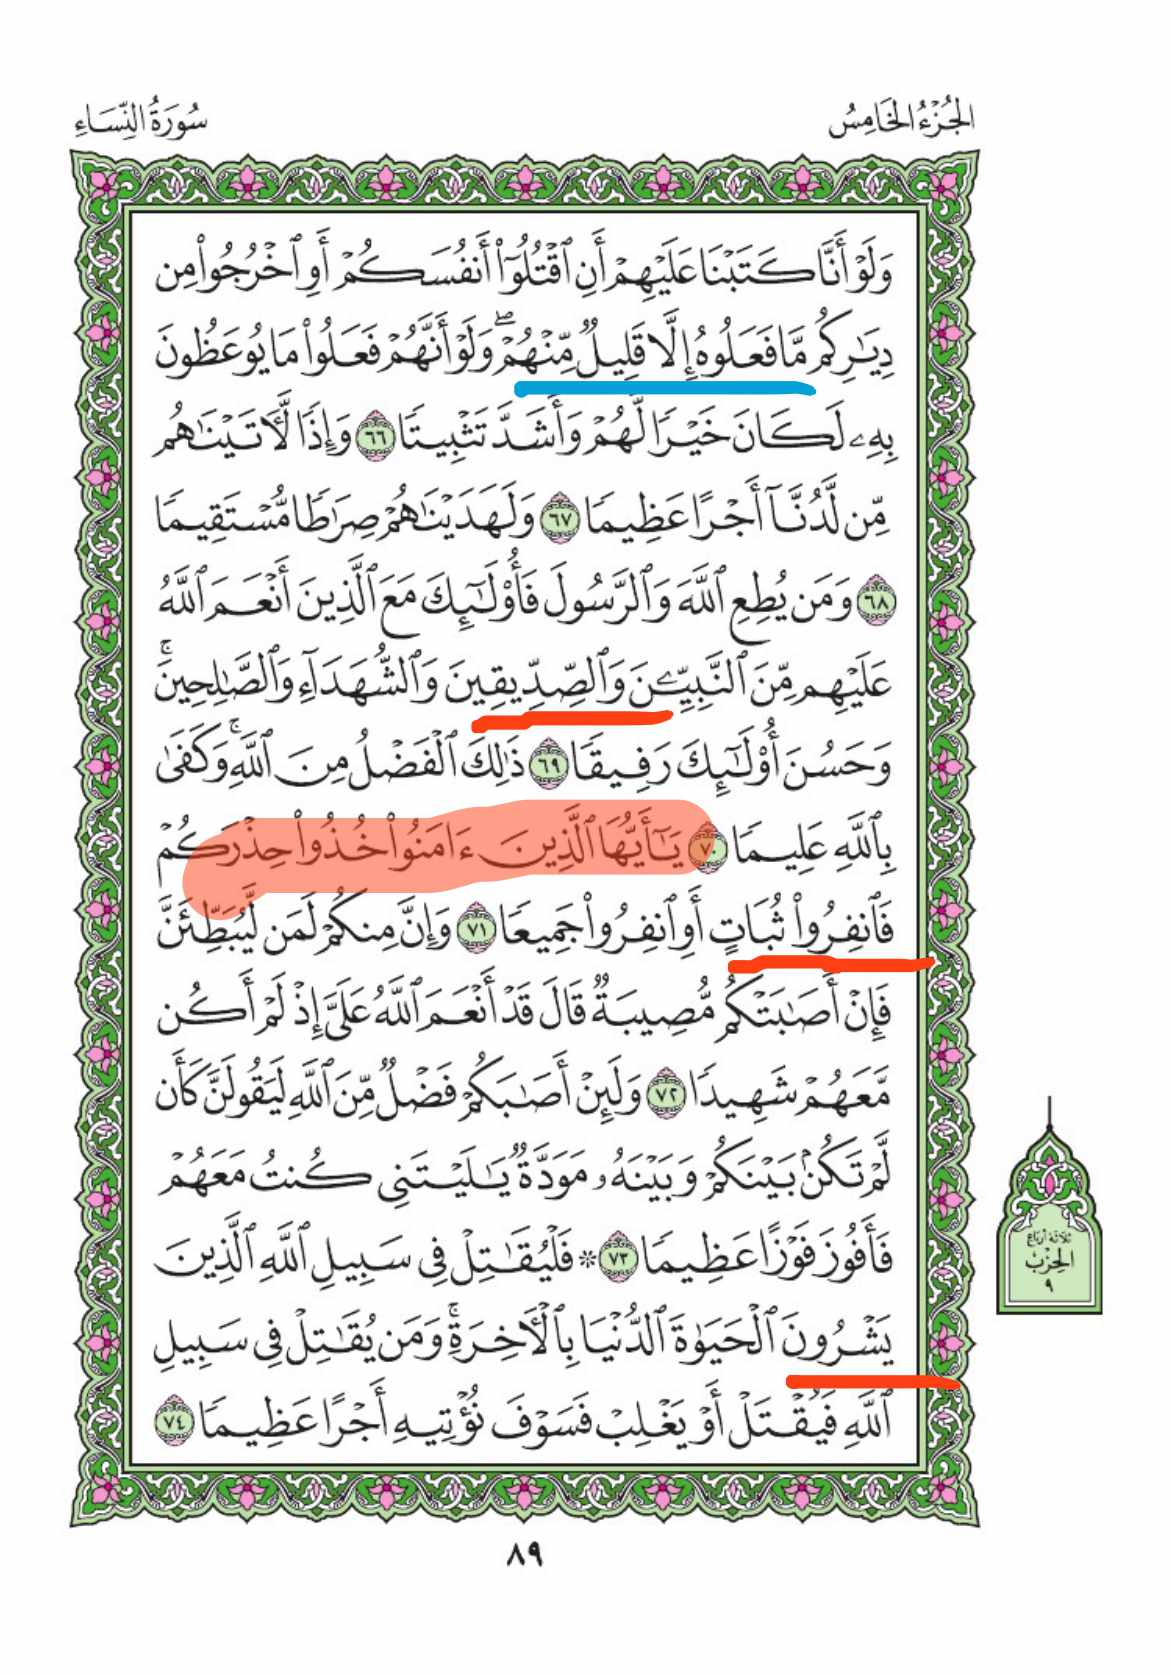 الجُزْءُ الخَامِسُ
سُورَةُ النِّسَاءِ
وَلَوْ أَنَّا كَتَبْنَا عَلَيْهِمْ أَنِ ٱقْتُلُوٓا۟ أَنفُسَكُمْ أَوِ ٱخْرُجُوا۟ مِن
دِيَـٰرِكُم مَّا فَعَلُوهُ إِلَّا قَلِيلٌ مِّنْهُمْ ۖ وَلَوْ أَنَّهُمْ فَعَلُوا۟ مَا يُوعَظُونَ
بِهِۦ لَكَانَ خَيْرًا لَّهُمْ وَأَشَدَّ تَثْبِيتًا ٦٦ وَإِذًا لَّـَٔاتَيْنَـٰهُم
مِّن لَّدُنَّآ أَجْرًا عَظِيمًا ٦٧ وَلَهَدَيْنَـٰهُمْ صِرَٰطًا مُّسْتَقِيمًا
٦٨ وَمَن يُطِعِ ٱللَّهَ وَٱلرَّسُولَ فَأُو۟لَـٰٓئِكَ مَعَ ٱلَّذِينَ أَنْعَمَ ٱللَّهُ
عَلَيْهِم مِّنَ ٱلنَّبِيِّـۧنَ وَٱلصِّدِّيقِينَ وَٱلشُّهَدَآءِ وَٱلصَّـٰلِحِينَ ۚ
وَحَسُنَ أُو۟لَـٰٓئِكَ رَفِيقًا ٦٩ ذَٰلِكَ ٱلْفَضْلُ مِنَ ٱللَّهِ ۚ وَكَفَىٰ
بِٱللَّهِ عَلِيمًا ٧٠ يَـٰٓأَيُّهَا ٱلَّذِينَ ءَامَنُوا۟ خُذُوا۟ حِذْرَكُمْ
فَٱنفِرُوا۟ ثُبَاتٍ أَوِ ٱنفِرُوا۟ جَمِيعًا ٧١ وَإِنَّ مِنكُمْ لَمَن لَّيُبَطِّئَنَّ
فَإِنْ أَصَـٰبَتْكُم مُّصِيبَةٌ قَالَ قَدْ أَنْعَمَ ٱللَّهُ عَلَىَّ إِذْ لَمْ أَكُن
مَّعَهُمْ شَهِيدًا ٧٢ وَلَئِنْ أَصَـٰبَكُمْ فَضْلٌ مِّنَ ٱللَّهِ لَيَقُولَنَّ كَأَن
لَّمْ تَكُنۢ بَيْنَكُمْ وَبَيْنَهُۥ مَوَدَّةٌ يَـٰلَيْتَنِى كُنتُ مَعَهُمْ
فَأَفُوزَ فَوْزًا عَظِيمًا ٧٣ ۞ فَلْيُقَـٰتِلْ فِى سَبِيلِ ٱللَّهِ ٱلَّذِينَ
يَشْرُونَ ٱلْحَيَوٰةَ ٱلدُّنْيَا بِٱلْـَٔاخِرَةِ ۚ وَمَن يُقَـٰتِلْ فِى سَبِيلِ
ٱللَّهِ فَيُقْتَلْ أَوْ يَغْلِبْ فَسَوْفَ نُؤْتِيهِ أَجْرًا عَظِيمًا ٧٤
ثلاثة أرباع
الحِزْبُ
٩
٨٩